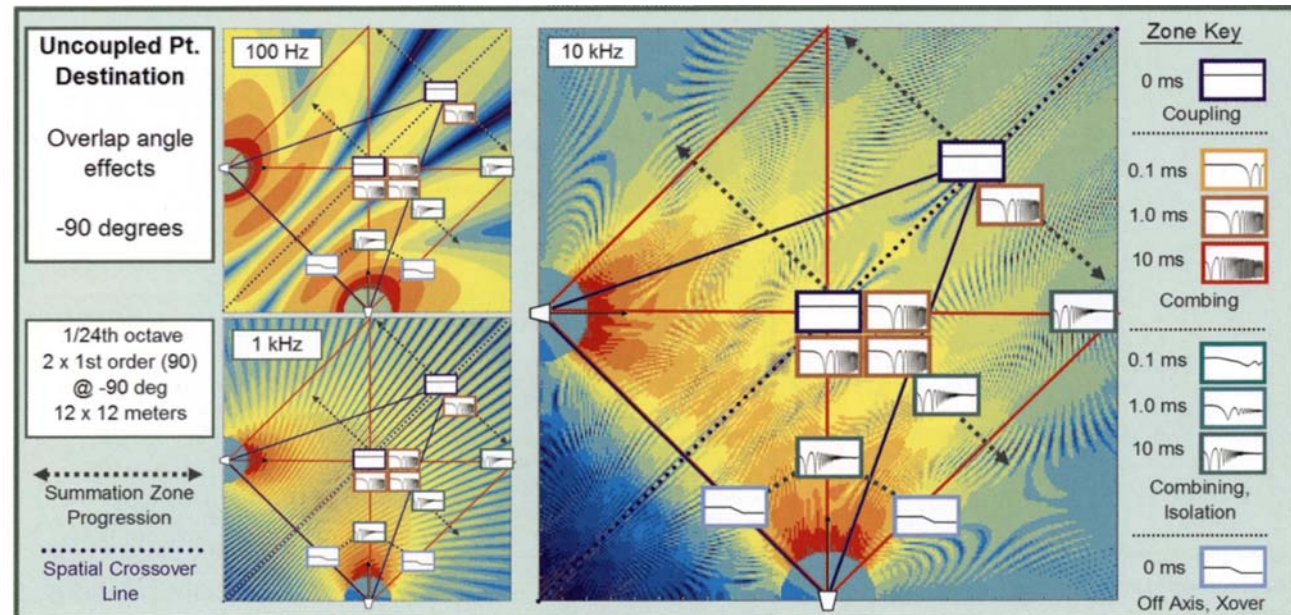 Uncoupled Pt.
Destination
Overlap angle
effects
-90 degrees
1/24th octave
2 x 1st order (90)
@ -90 deg
12 x 12 meters
Summation Zone
Progression
Spatial Crossover
Line
100 Hz
1 kHz
10 kHz
Zone Key
0 ms
Coupling
0.1 ms
1.0 ms
10 ms
Combing
0.1 ms
1.0 ms
10 ms
Combining,
Isolation
0 ms
Off Axis, Xover